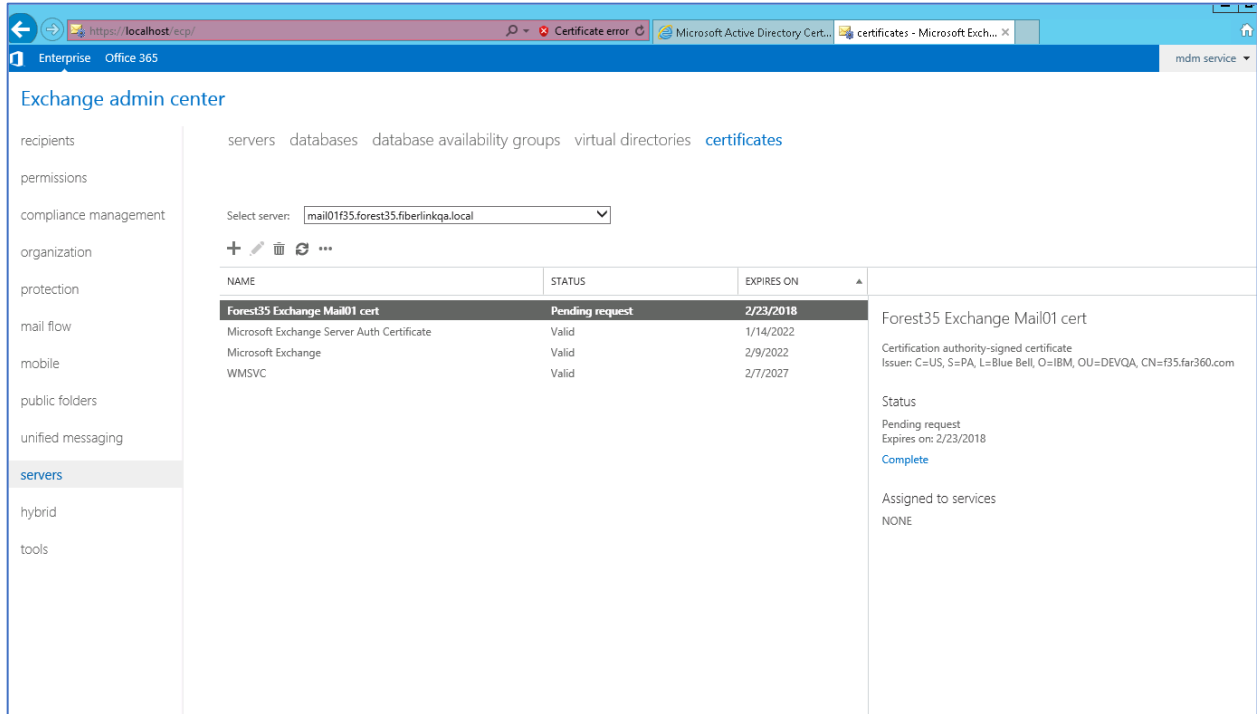 https://localhost/ecp/
Certificate error
Microsoft Active Directory Cert...
certificates - Microsoft Exch...
Enterprise Office 365
mdm service
Exchange admin center
recipients
permissions
compliance management
organization
protection
mail flow
mobile
public folders
unified messaging
servers
hybrid
tools
servers databases database availability groups virtual directories certificates
Select server: mail01f35.forest35.fiberlinkqa.local
NAME STATUS EXPIRES ON
Forest35 Exchange Mail01 cert Pending request 2/23/2018
Microsoft Exchange Server Auth Certificate Valid 1/14/2022
Microsoft Exchange Valid 2/9/2022
WMSVC Valid 2/7/2027
Forest35 Exchange Mail01 cert
Certification authority-signed certificate
Issuer: C=US, S=PA, L=Blue Bell, O=IBM, OU=DEVQA, CN=f35.far360.com
Status
Pending request
Expires on: 2/23/2018
Complete
Assigned to services
NONE